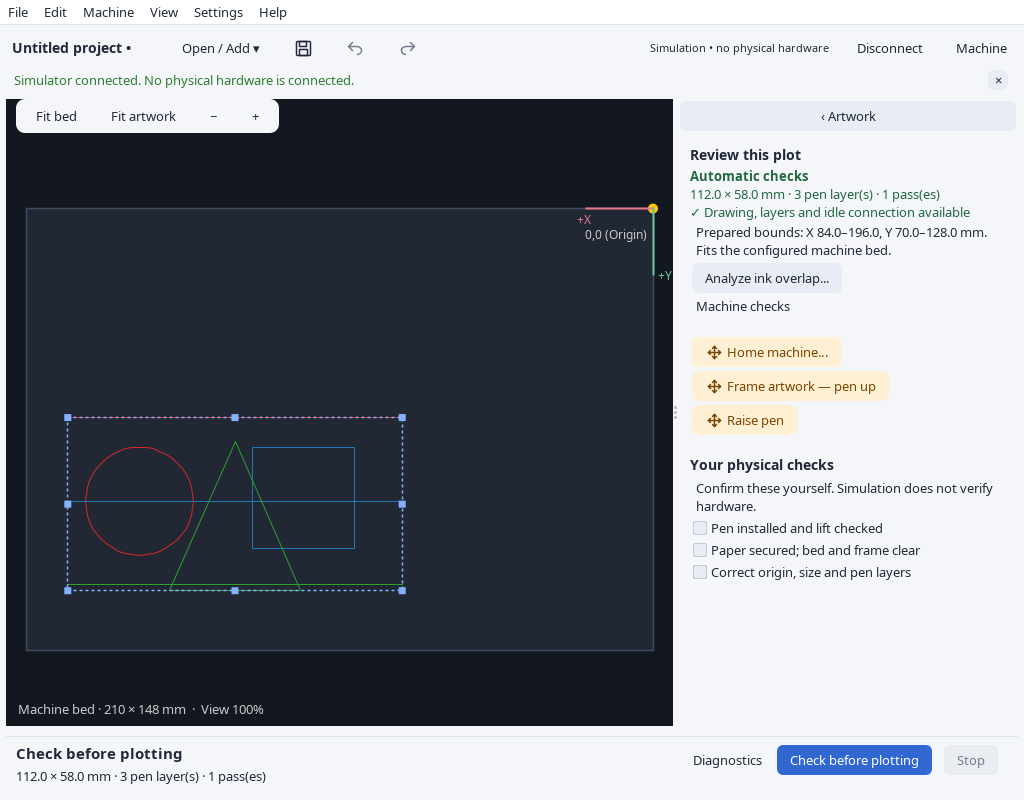 File Edit Machine View Settings Help
Untitled project • Open / Add ▾ Simulation • no physical hardware Disconnect Machine
Simulator connected. No physical hardware is connected. ×
Fit bed Fit artwork − +
‹ Artwork
Review this plot
Automatic checks
112.0 × 58.0 mm · 3 pen layer(s) · 1 pass(es)
✓ Drawing, layers and idle connection available
Prepared bounds: X 84.0–196.0, Y 70.0–128.0 mm.
Fits the configured machine bed.
Analyze ink overlap...
Machine checks
Home machine...
Frame artwork — pen up
Raise pen
Your physical checks
Confirm these yourself. Simulation does not verify
hardware.
Pen installed and lift checked
Paper secured; bed and frame clear
Correct origin, size and pen layers
+X
0,0 (Origin)
+Y
Machine bed · 210 × 148 mm · View 100%
Check before plotting
112.0 × 58.0 mm · 3 pen layer(s) · 1 pass(es)
Diagnostics Check before plotting Stop